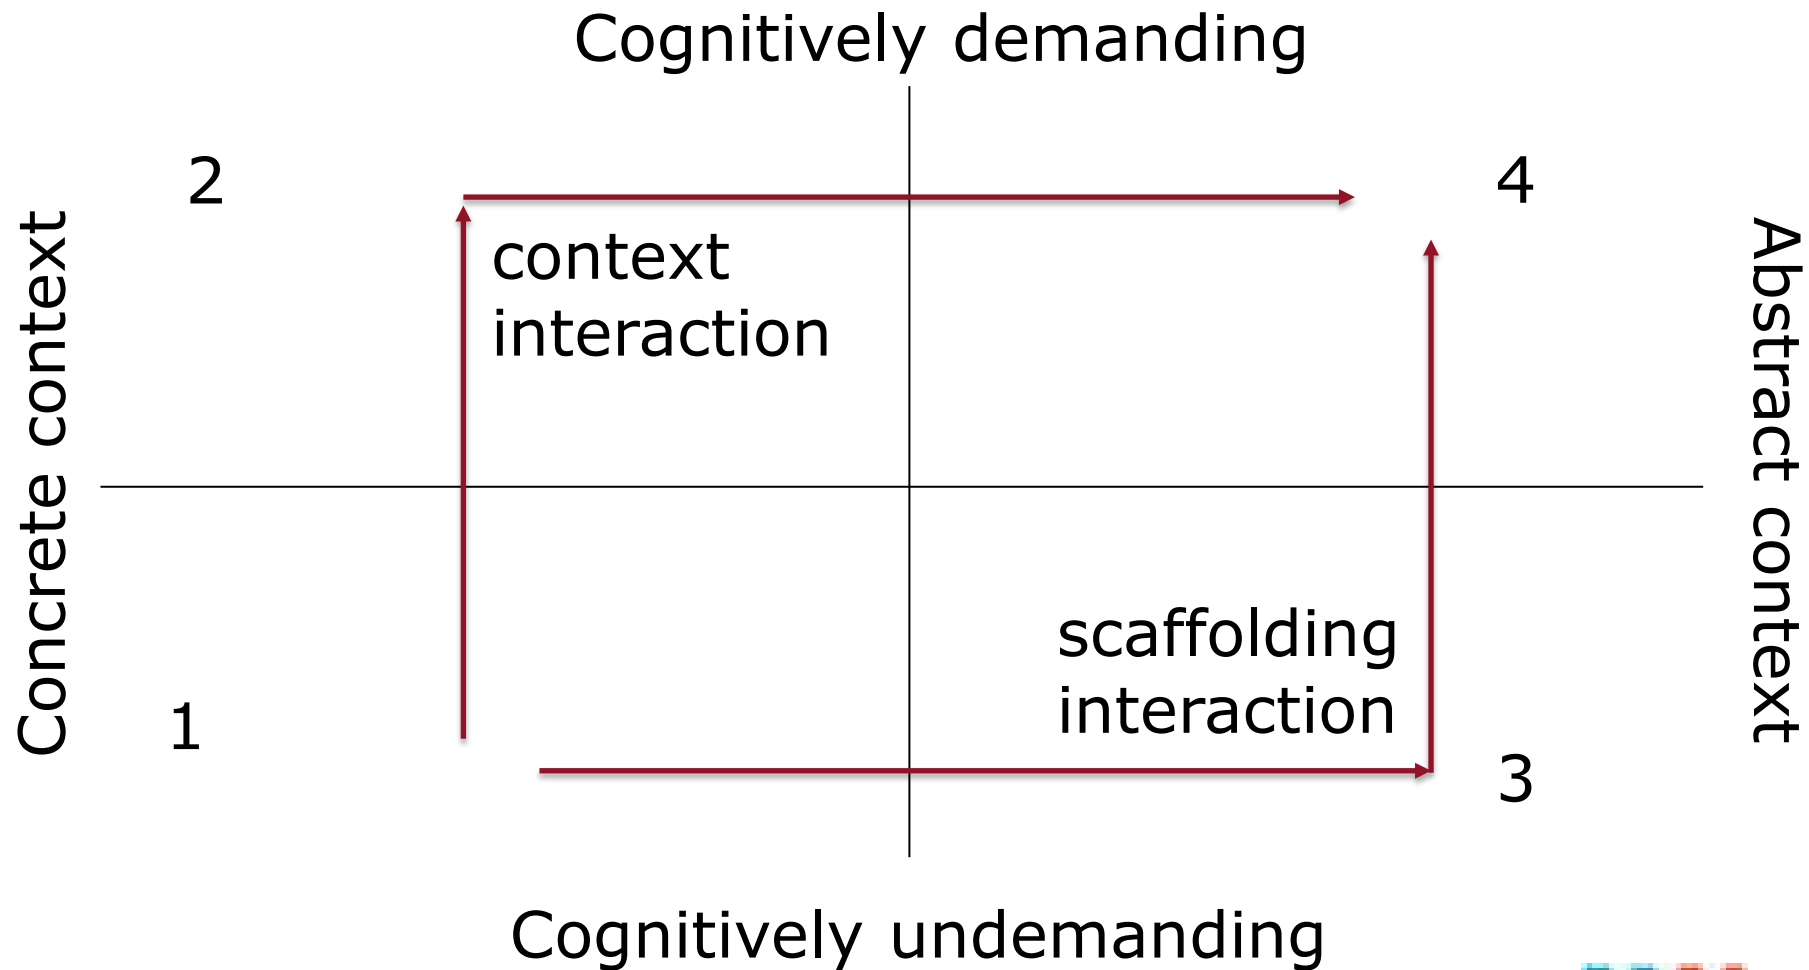 Cognitively demanding
2
4
Concrete context
context
interaction
Abstract context
scaffolding
interaction
1
3
Cognitively undemanding